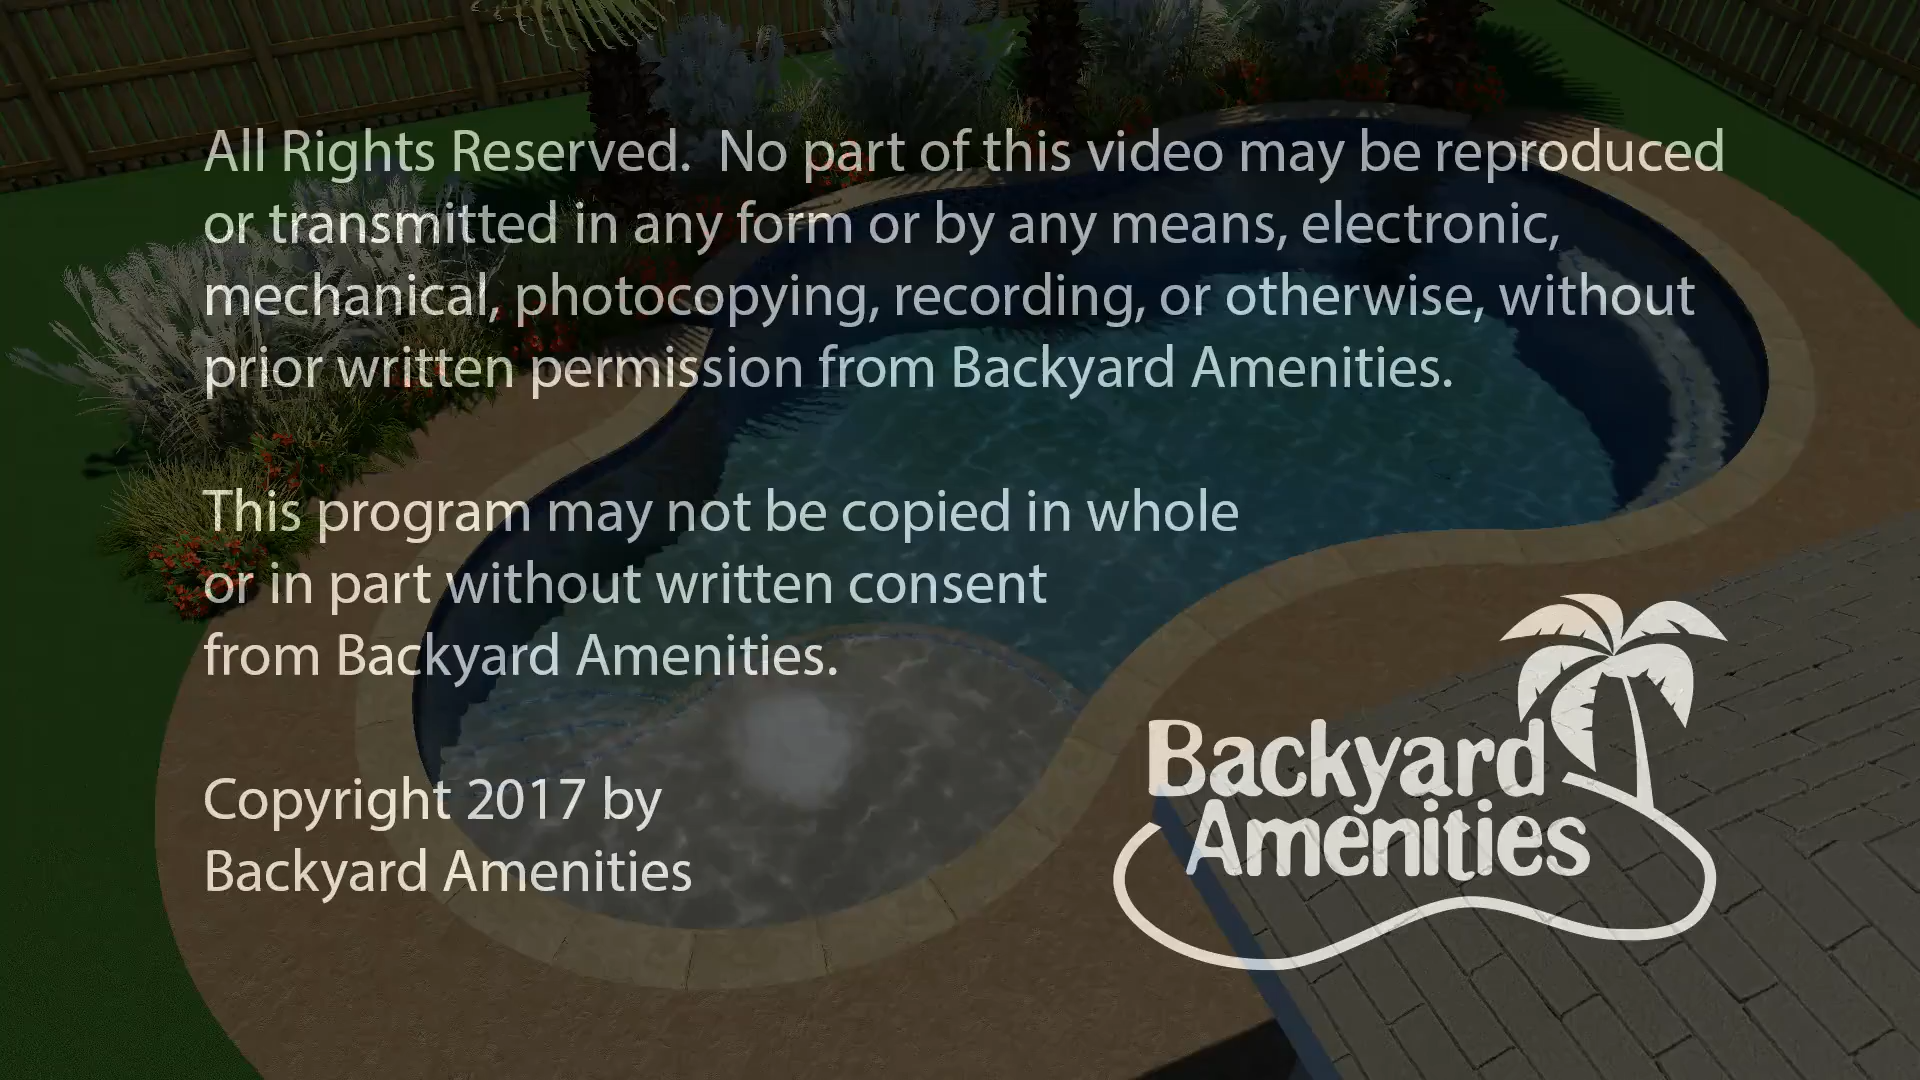 All Rights Reserved.  No part of this video may be reproduced
or transmitted in any form or by any means, electronic,
mechanical, photocopying, recording, or otherwise, without
prior written permission from Backyard Amenities.
This program may not be copied in whole
or in part without written consent
from Backyard Amenities.
Copyright 2017 by
Backyard Amenities
Backyard
Amenities